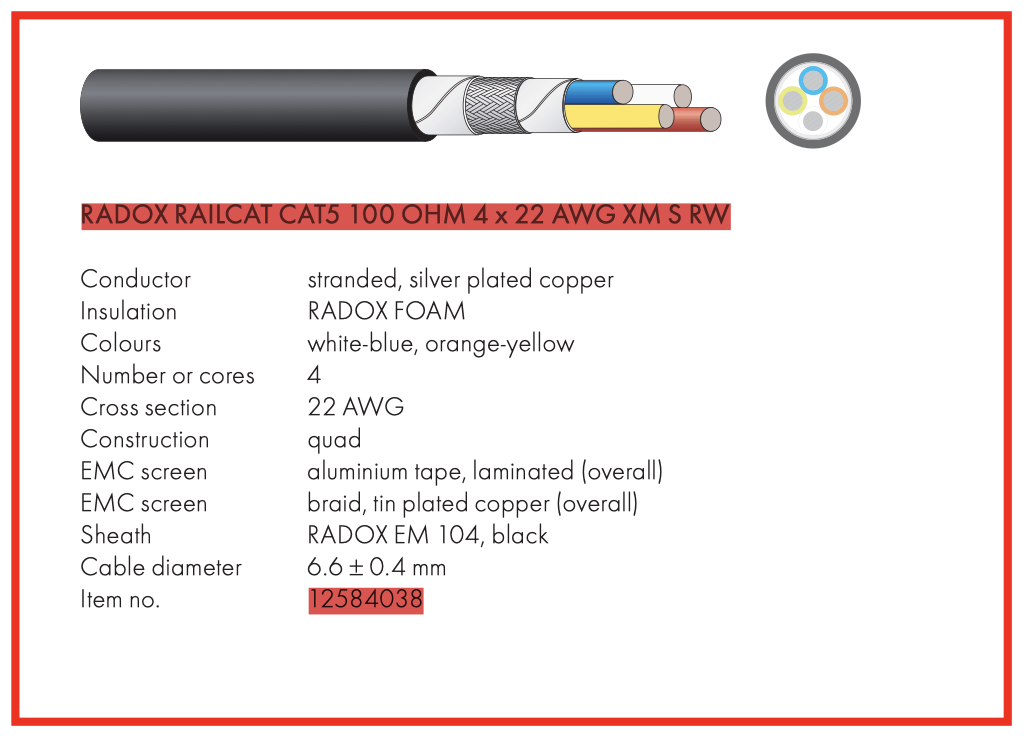 RADOX RAILCAT CAT5 100 OHM 4 x 22 AWG XM S RW
Conductor stranded, silver plated copper
Insulation RADOX FOAM
Colours white-blue, orange-yellow
Number or cores 4
Cross section 22 AWG
Construction quad
EMC screen aluminium tape, laminated (overall)
EMC screen braid, tin plated copper (overall)
Sheath RADOX EM 104, black
Cable diameter 6.6 ± 0.4 mm
Item no. 12584038